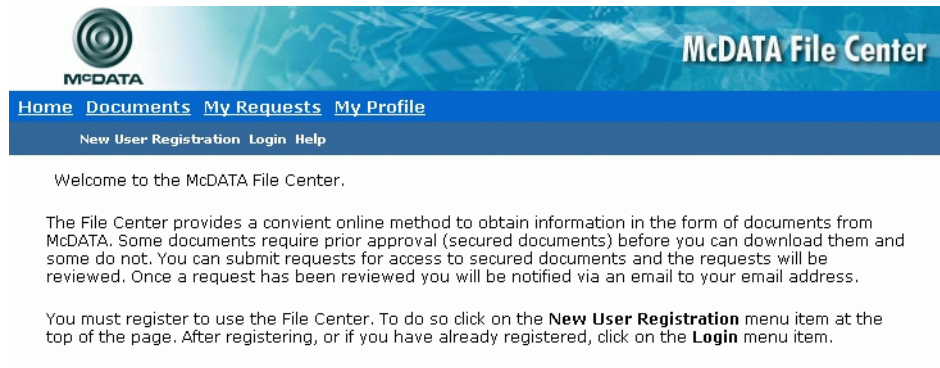 McDATA
McDATA File Center
Home Documents My Requests My Profile
New User Registration Login Help
Welcome to the McDATA File Center.
The File Center provides a convient online method to obtain information in the form of documents from
McDATA. Some documents require prior approval (secured documents) before you can download them and
some do not. You can submit requests for access to secured documents and the requests will be
reviewed. Once a request has been reviewed you will be notified via an email to your email address.
You must register to use the File Center. To do so click on the New User Registration menu item at the
top of the page. After registering, or if you have already registered, click on the Login menu item.